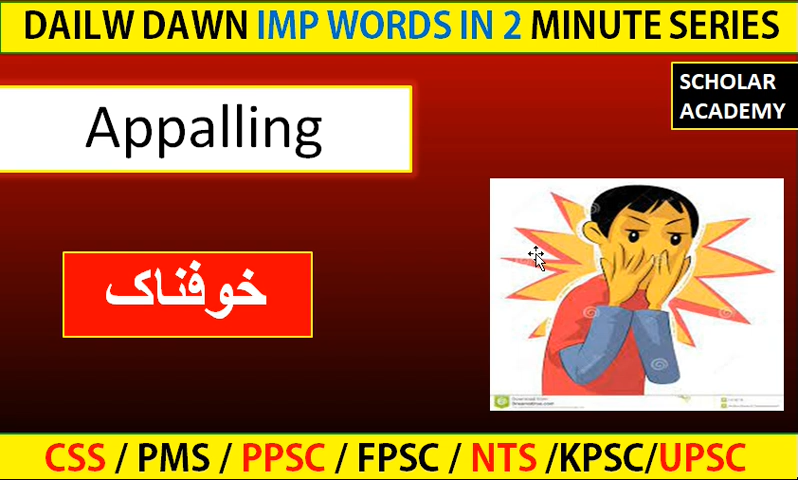 DAILW DAWN IMP WORDS IN 2 MINUTE SERIES
SCHOLAR
ACADEMY
Appalling
خوفناک
CSS / PMS / PPSC / FPSC / NTS /KPSC/UPSC